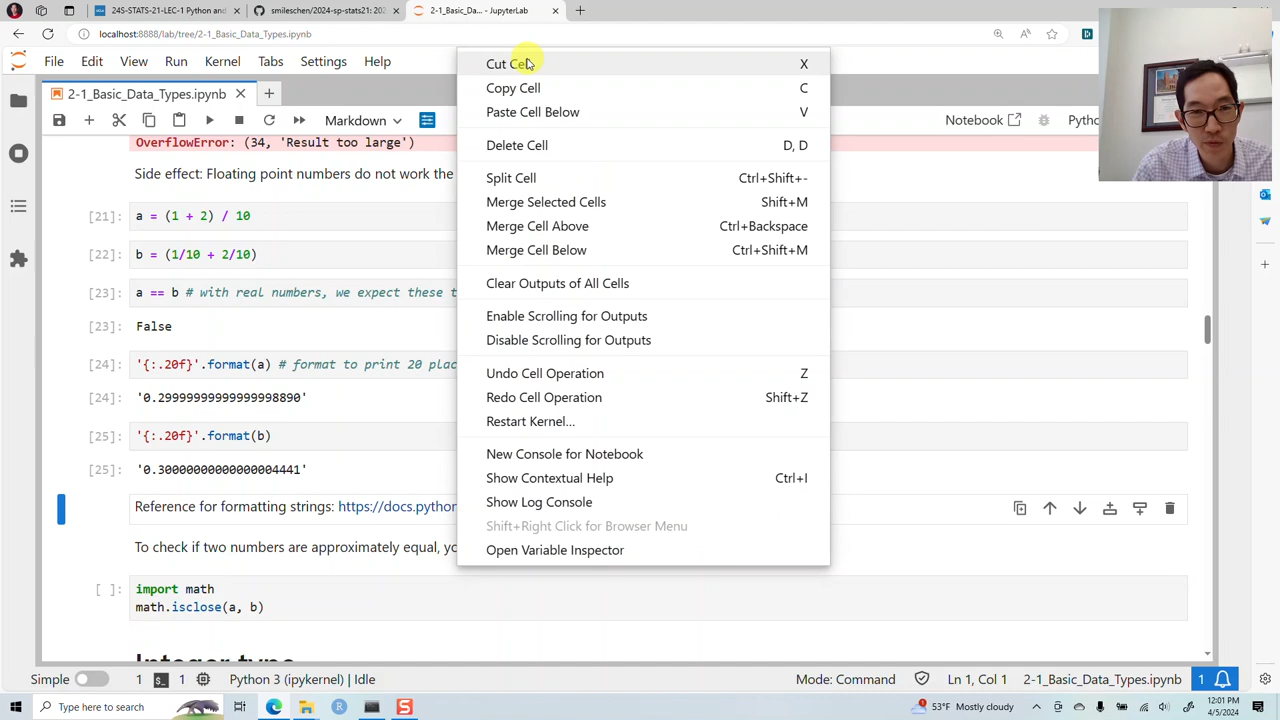 24S-STATS-21-LEC-1 Python and
smileschen/2024-sp-stats21: 202
2-1_Basic_Da... - JupyterLab
localhost:8888/lab/tree/2-1_Basic_Data_Types.ipynb
File Edit View Run Kernel Tabs Settings Help
2-1_Basic_Data_Types.ipynb
Markdown
Notebook
Pytho
OverflowError: (34, 'Result too large')
Side effect: Floating point numbers do not work the
[21]: a = (1 + 2) / 10
[22]: b = (1/10 + 2/10)
[23]: a == b # with real numbers, we expect these t
[23]: False
[24]: '{:.20f}'.format(a) # format to print 20 plac
[24]: '0.29999999999999998890'
[25]: '{:.20f}'.format(b)
[25]: '0.30000000000000004441'
Reference for formatting strings: https://docs.python
To check if two numbers are approximately equal, yo
[ ]: import math
math.isclose(a, b)
Integer type
Cut Cell X
Copy Cell C
Paste Cell Below V
Delete Cell D, D
Split Cell Ctrl+Shift+-
Merge Selected Cells Shift+M
Merge Cell Above Ctrl+Backspace
Merge Cell Below Ctrl+Shift+M
Clear Outputs of All Cells
Enable Scrolling for Outputs
Disable Scrolling for Outputs
Undo Cell Operation Z
Redo Cell Operation Shift+Z
Restart Kernel...
New Console for Notebook
Show Contextual Help Ctrl+I
Show Log Console
Shift+Right Click for Browser Menu
Open Variable Inspector
Simple 1 1 Python 3 (ipykernel) | Idle
Mode: Command Ln 1, Col 1 2-1_Basic_Data_Types.ipynb 1
Type here to search
53°F Mostly cloudy
12:01 PM
4/5/2024